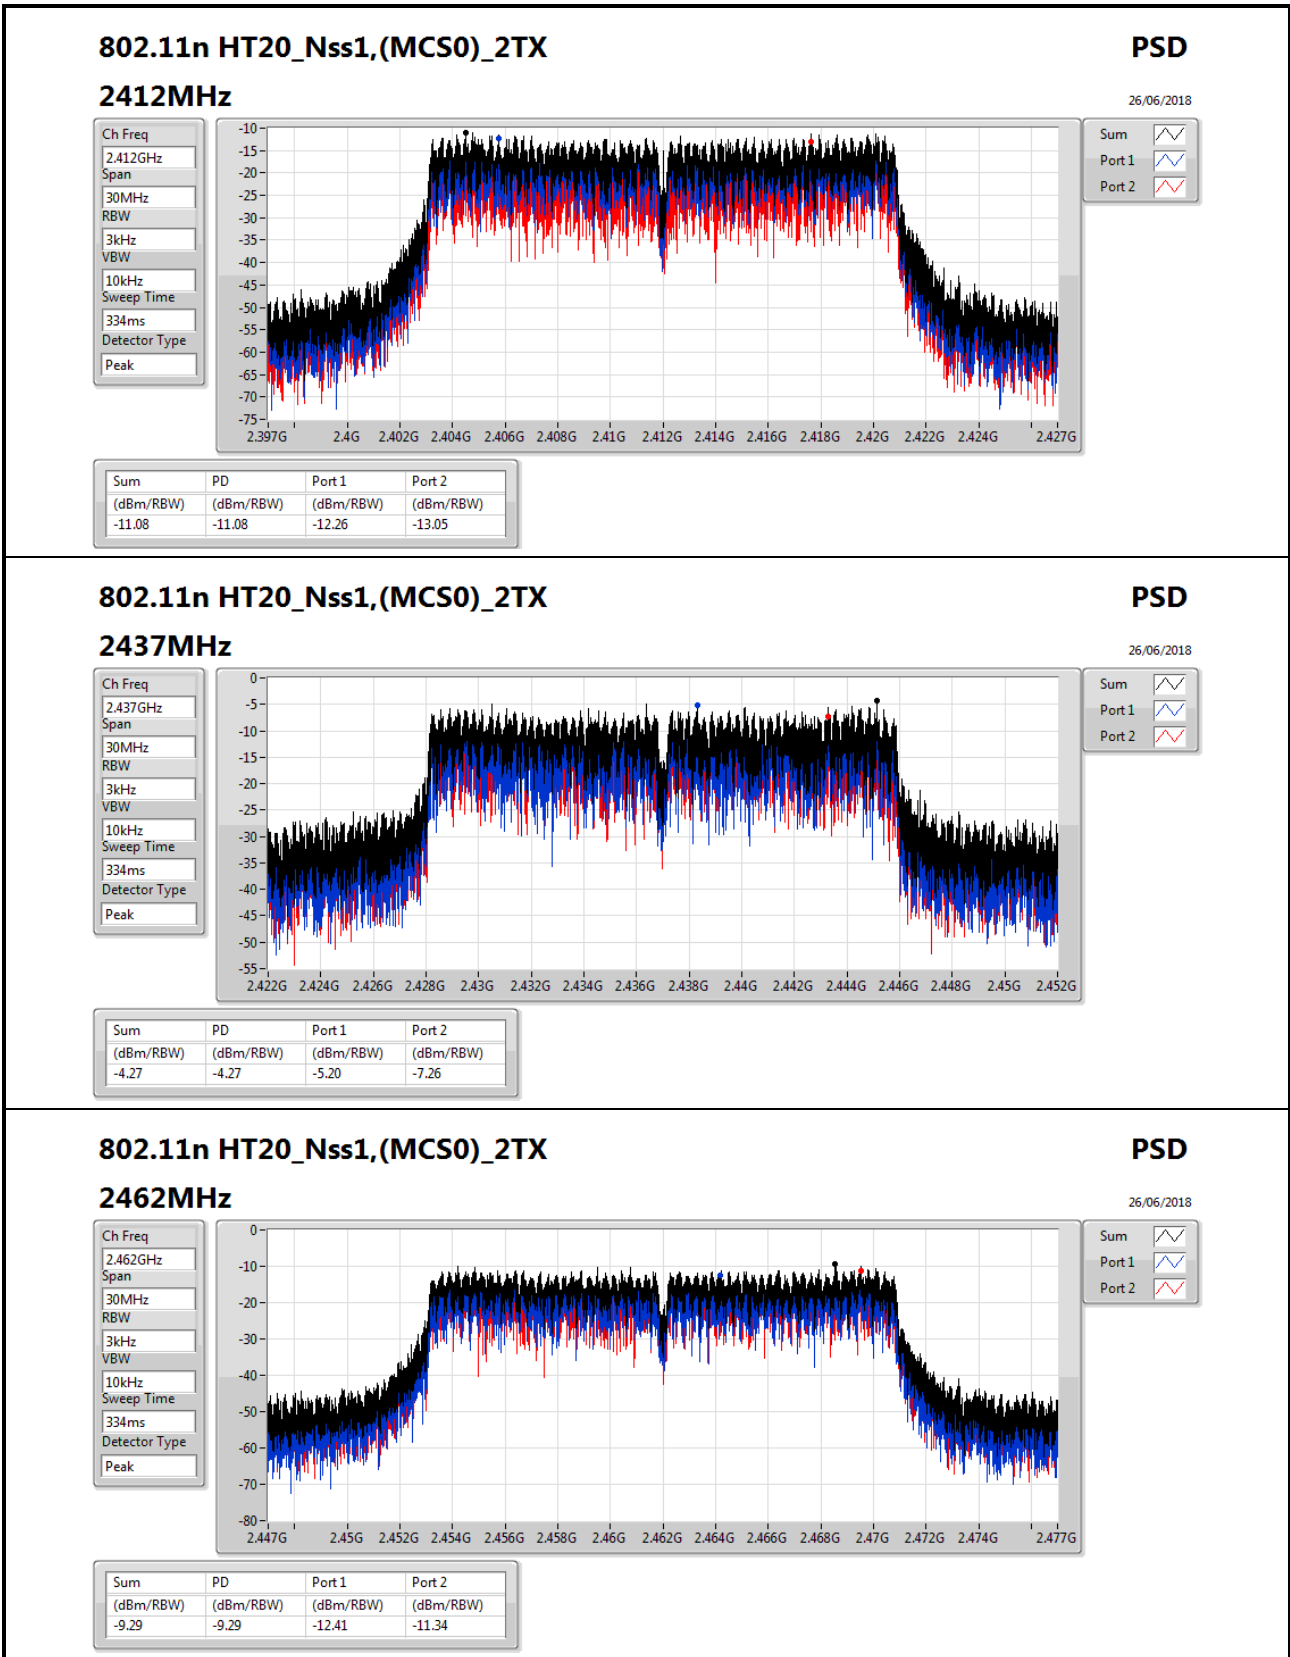 802.11n HT20_Nss1,(MCS0)_2TX PSD
2412MHz 26/06/2018
Ch Freq
2.412GHz
Span
30MHz
RBW
3kHz
VBW
10kHz
Sweep Time
334ms
Detector Type
Peak
-10
-15
-20
-25
-30
-35
-40
-45
-50
-55
-60
-65
-70
-75
2.397G 2.4G 2.402G 2.404G 2.406G 2.408G 2.41G 2.412G 2.414G 2.416G 2.418G 2.42G 2.422G 2.424G 2.427G
Sum
Port 1
Port 2
Sum PD Port 1 Port 2
(dBm/RBW) (dBm/RBW) (dBm/RBW) (dBm/RBW)
-11.08 -11.08 -12.26 -13.05
802.11n HT20_Nss1,(MCS0)_2TX PSD
2437MHz 26/06/2018
Ch Freq
2.437GHz
Span
30MHz
RBW
3kHz
VBW
10kHz
Sweep Time
334ms
Detector Type
Peak
0
-5
-10
-15
-20
-25
-30
-35
-40
-45
-50
-55
2.422G 2.424G 2.426G 2.428G 2.43G 2.432G 2.434G 2.436G 2.438G 2.44G 2.442G 2.444G 2.446G 2.448G 2.45G 2.452G
Sum
Port 1
Port 2
Sum PD Port 1 Port 2
(dBm/RBW) (dBm/RBW) (dBm/RBW) (dBm/RBW)
-4.27 -4.27 -5.20 -7.26
802.11n HT20_Nss1,(MCS0)_2TX PSD
2462MHz 26/06/2018
Ch Freq
2.462GHz
Span
30MHz
RBW
3kHz
VBW
10kHz
Sweep Time
334ms
Detector Type
Peak
0
-10
-20
-30
-40
-50
-60
-70
-80
2.447G 2.45G 2.452G 2.454G 2.456G 2.458G 2.46G 2.462G 2.464G 2.466G 2.468G 2.47G 2.472G 2.474G 2.477G
Sum
Port 1
Port 2
Sum PD Port 1 Port 2
(dBm/RBW) (dBm/RBW) (dBm/RBW) (dBm/RBW)
-9.29 -9.29 -12.41 -11.34